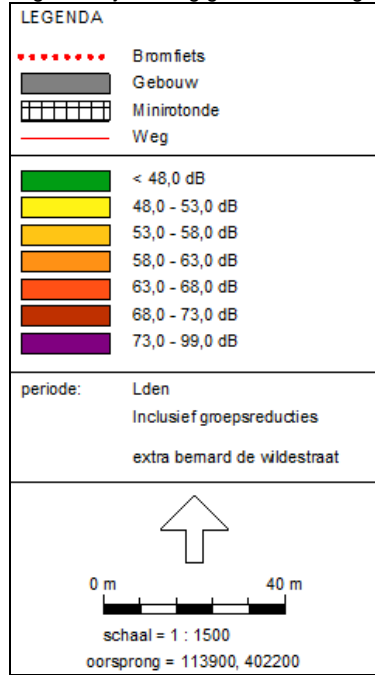 LEGENDA
Bromfiets
Gebouw
Minirotonde
Weg
< 48,0 dB
48,0 - 53,0 dB
53,0 - 58,0 dB
58,0 - 63,0 dB
63,0 - 68,0 dB
68,0 - 73,0 dB
73,0 - 99,0 dB
periode: Lden
Inclusief groepsreducties
extra bernard de wildestraat
0 m 40 m
schaal = 1 : 1500
oorsprong = 113900, 402200